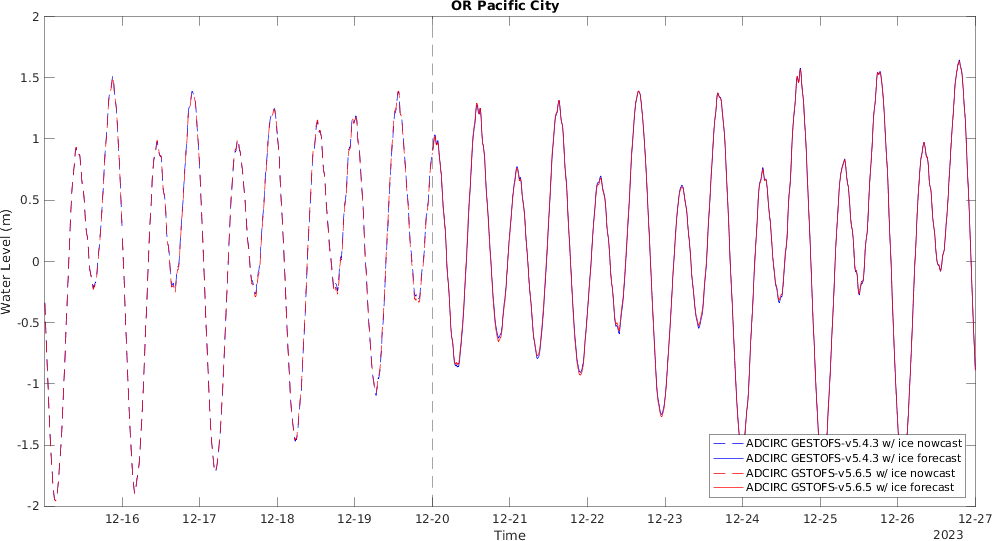 OR Pacific City
2
1.5
1
0.5
0
-0.5
-1
-1.5
-2
Water Level (m)
12-16 12-17 12-18 12-19 12-20 12-21 12-22 12-23 12-24 12-25 12-26 12-27
Time
2023
ADCIRC GESTOFS-v5.4.3 w/ ice nowcast
ADCIRC GESTOFS-v5.4.3 w/ ice forecast
ADCIRC GSTOFS-v5.6.5 w/ ice nowcast
ADCIRC GSTOFS-v5.6.5 w/ ice forecast